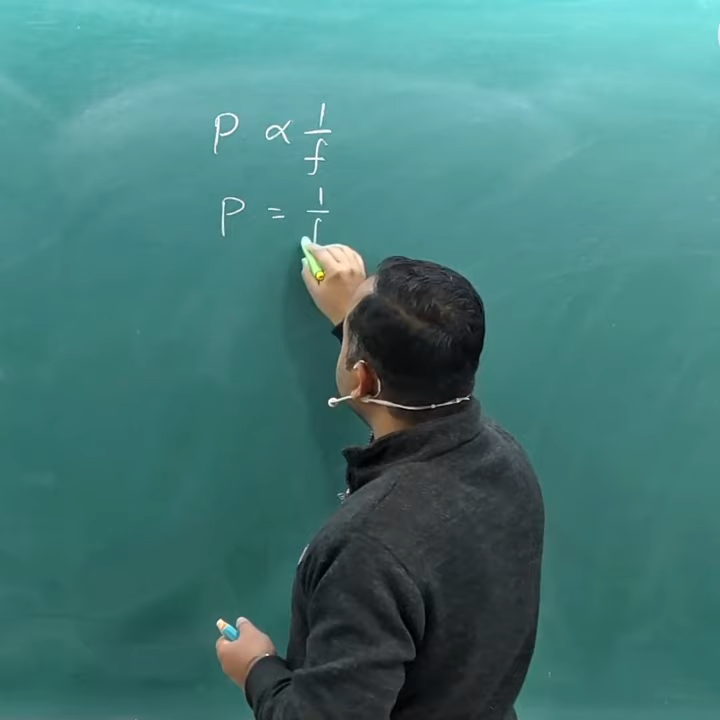 P ∝ 1/f
P = 1/f